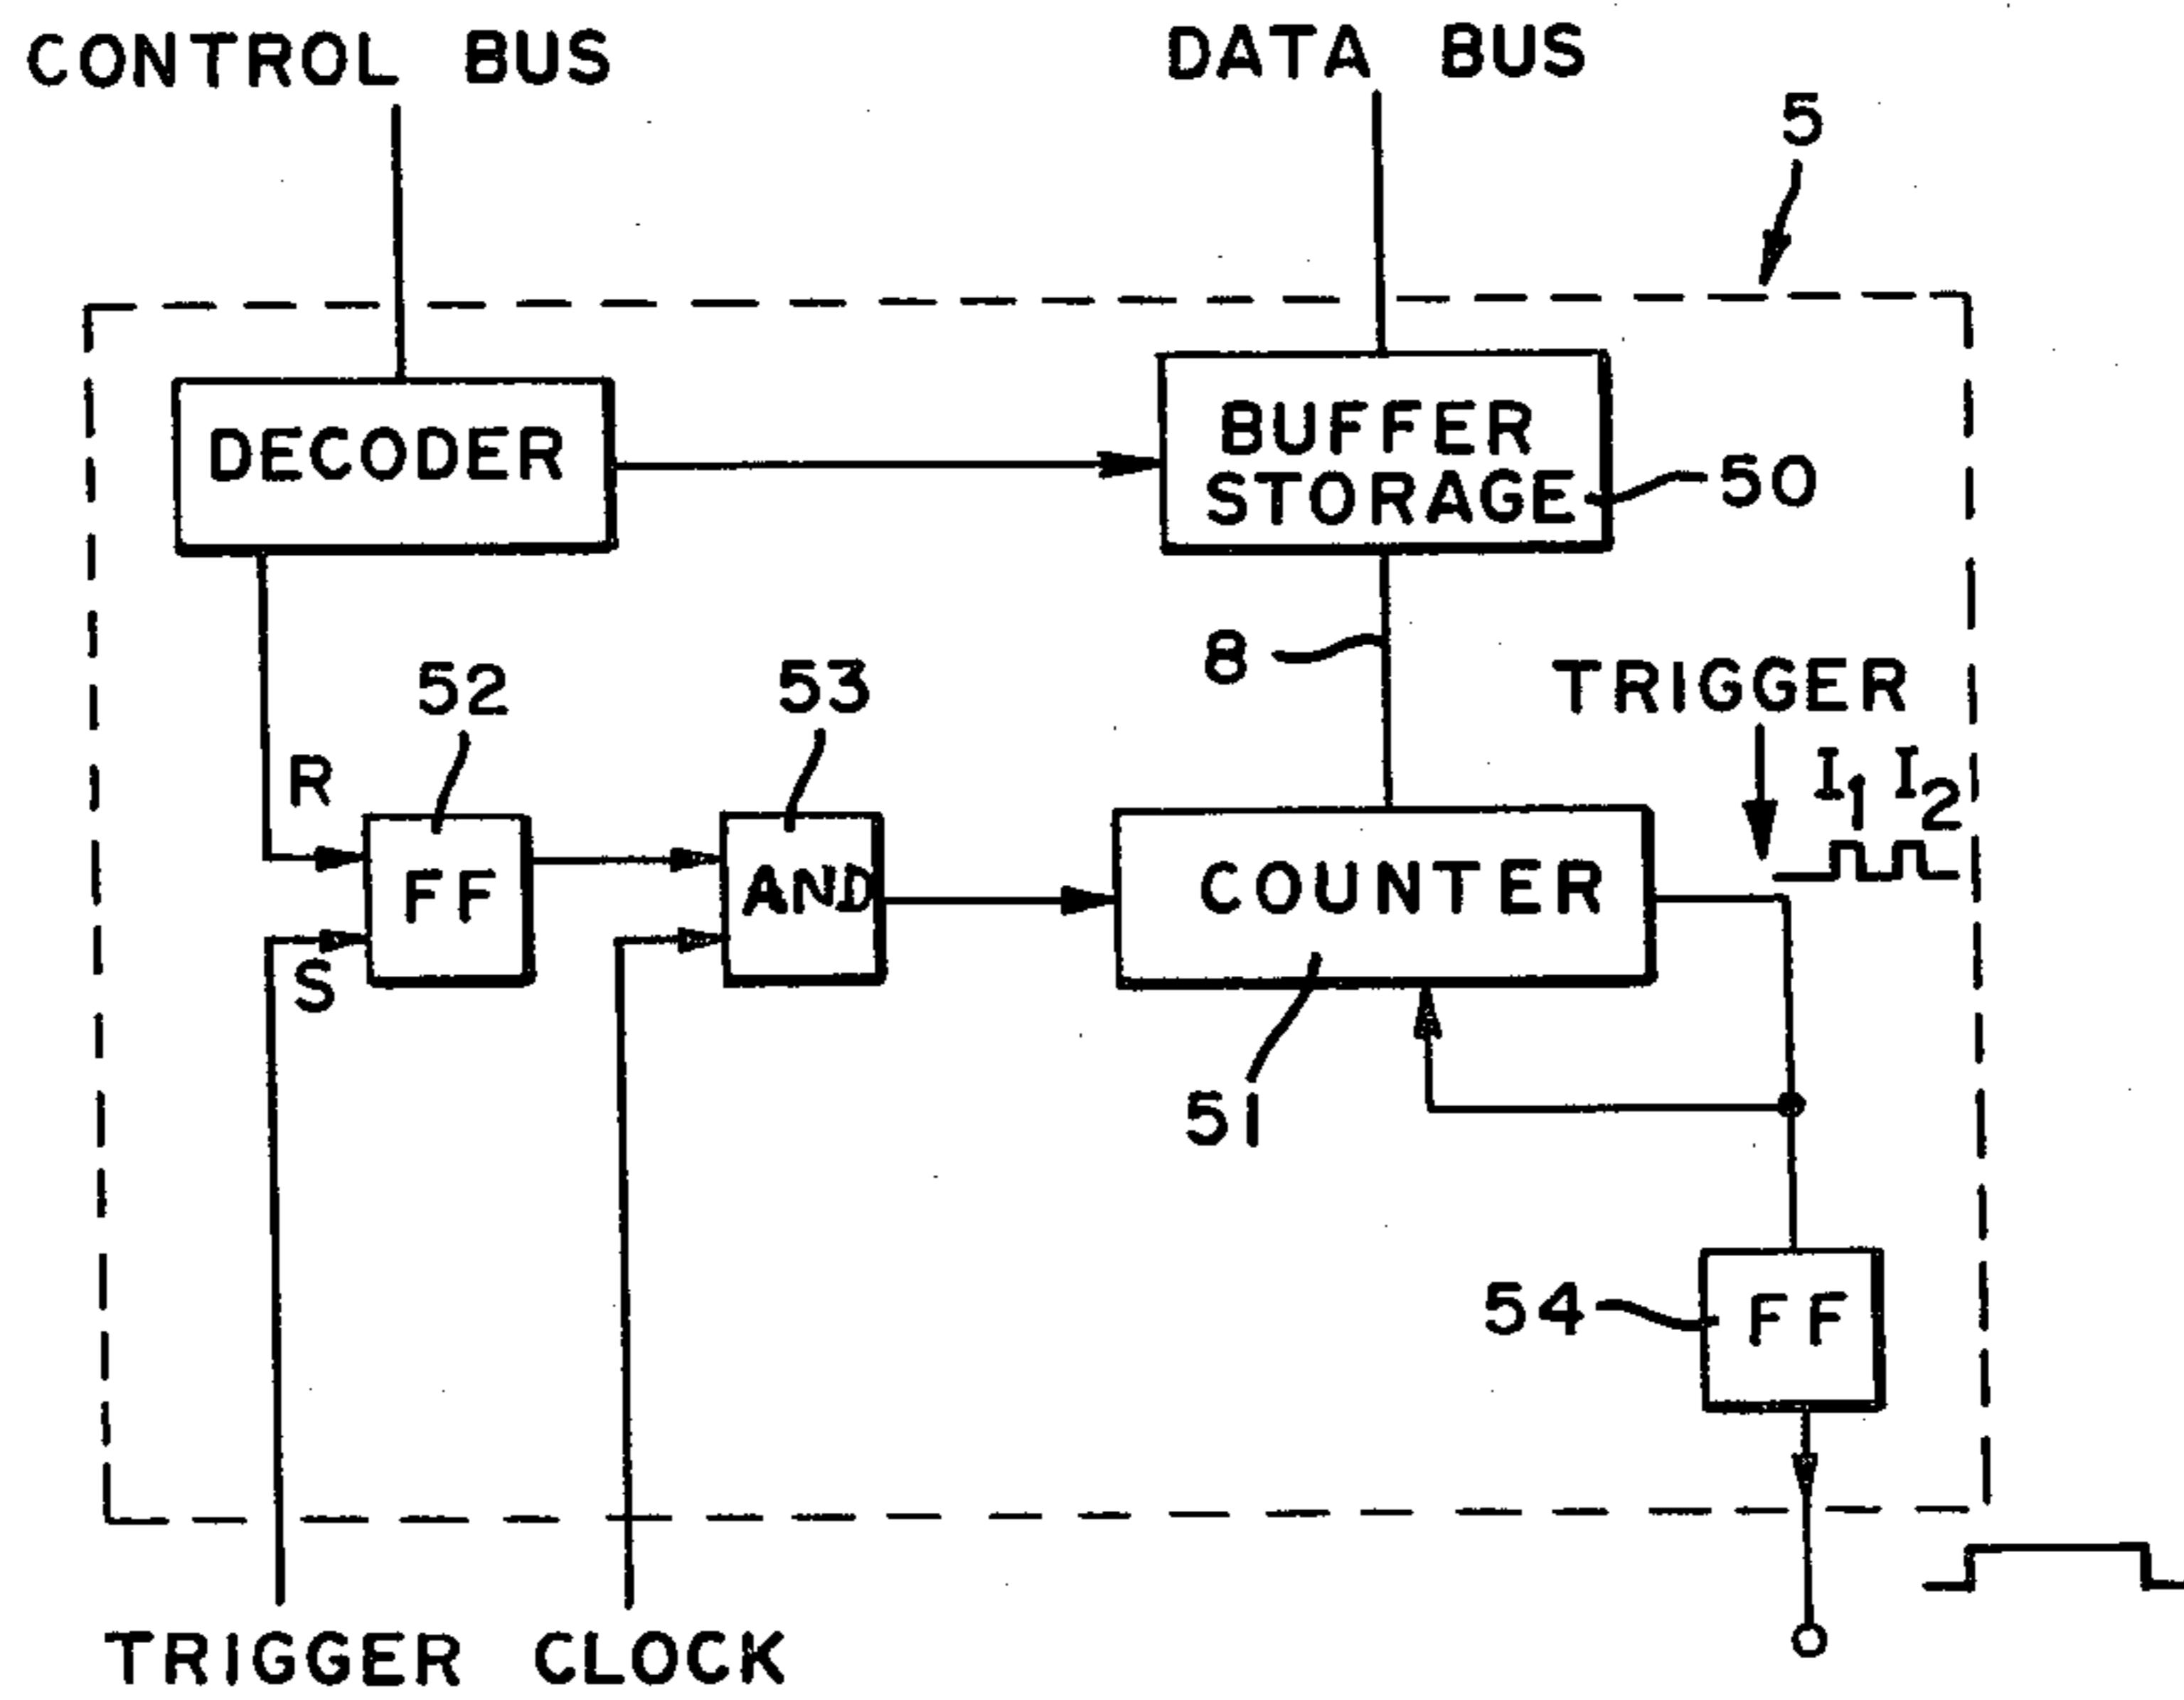 CONTROL BUS
DATA BUS
5
DECODER
BUFFER
STORAGE
50
8
52
53
TRIGGER
R
I1 I2
FF
AND
COUNTER
S
51
54
FF
TRIGGER
CLOCK